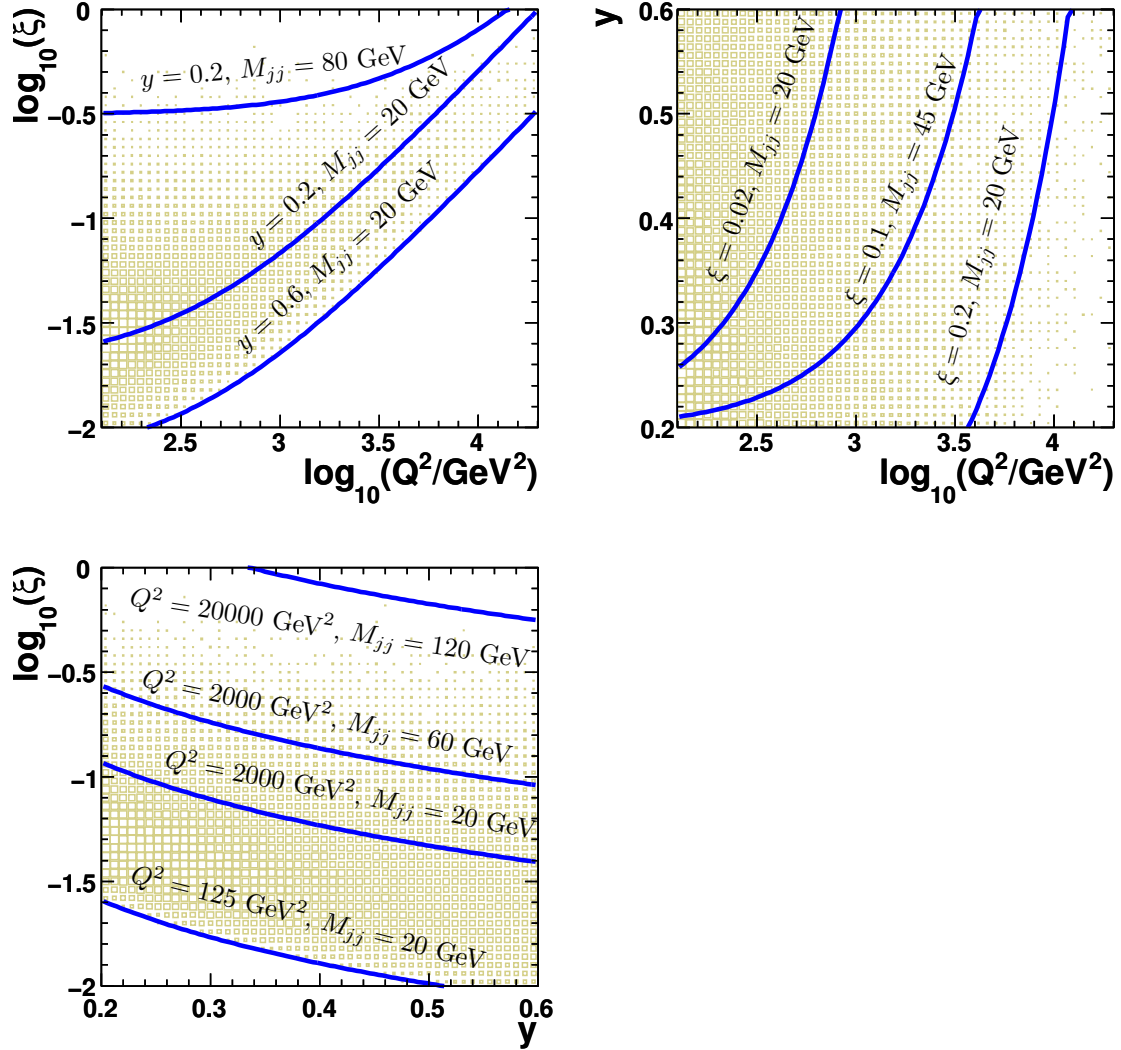 log₁₀(ξ)
0
−0.5
−1
−1.5
−2
y = 0.2, M_jj = 80 GeV
y = 0.2, M_jj = 20 GeV
y = 0.6, M_jj = 20 GeV
2.5 3 3.5 4
log₁₀(Q²/GeV²)
y
0.6
0.5
0.4
0.3
0.2
ξ = 0.02, M_jj = 20 GeV
ξ = 0.1, M_jj = 45 GeV
ξ = 0.2, M_jj = 20 GeV
2.5 3 3.5 4
log₁₀(Q²/GeV²)
log₁₀(ξ)
0
−0.5
−1
−1.5
−2
Q² = 20000 GeV², M_jj = 120 GeV
Q² = 2000 GeV², M_jj = 60 GeV
Q² = 2000 GeV², M_jj = 20 GeV
Q² = 125 GeV², M_jj = 20 GeV
0.2 0.3 0.4 0.5 0.6
y